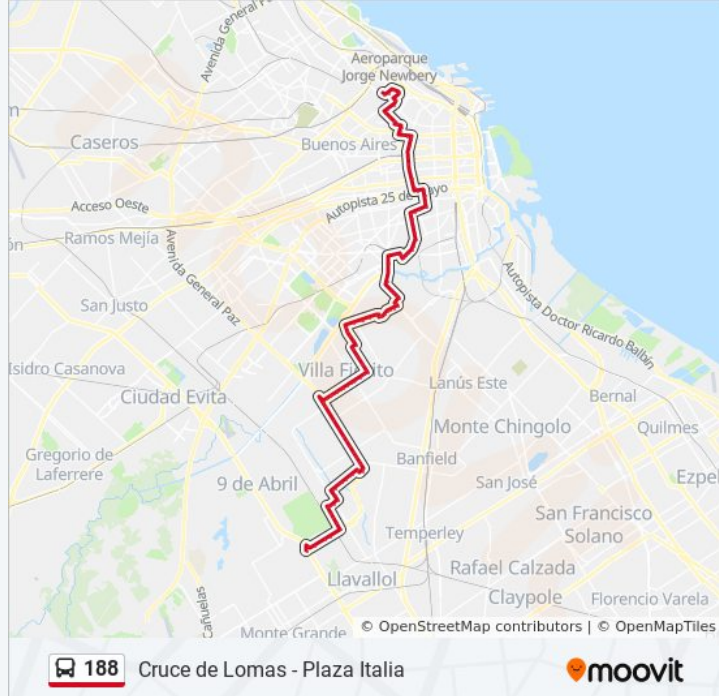 Avenida General Pa
Aeroparque
Jorge Newbery
Caseros
Buenos Aires
Acceso Oeste
Autopista 25 de Mayo
Ramos Mejía
Avenida General Paz
San Justo
Autopista Doctor Ricardo Balbín
Isidro Casanova
Villa Fiorito
Lanús Este
Ciudad Evita
Bernal
Monte Chingolo
Quilmes
Gregorio de
Laferrere
Banfield
9 de Abril
San José
Ezpel
San Francisco
Solano
Temperley
Rafael Calzada
Llavallol
Claypole
Florencio Varela
Cañuelas
Monte Grande
© OpenStreetMap contributors | © OpenMapTiles
188 Cruce de Lomas - Plaza Italia
moovit